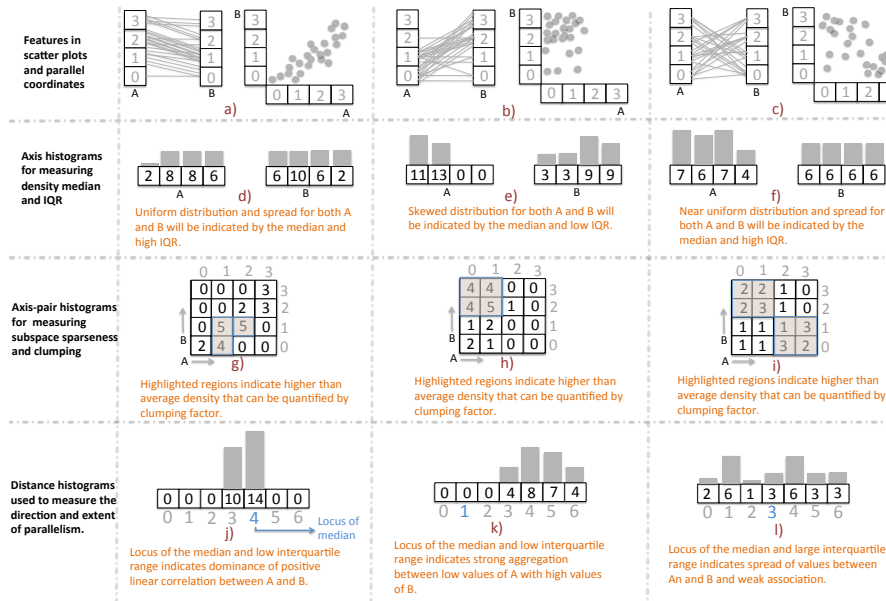 Features in
scatter plots
and parallel
coordinates
3
2
1
0
A
3
2
1
0
B
B
3
2
1
0
0 1 2 3
A
a)
3
2
1
0
A
3
2
1
0
B
B
3
2
1
0
0 1 2 3
A
b)
3
2
1
0
A
3
2
1
0
B
B
3
2
1
0
0 1 2 3
c)
Axis histograms
for measuring
density median
and IQR
2 8 8 6
A
6 10 6 2
B
d)
Uniform distribution and spread for both A
and B will be indicated by the median and
high IQR.
11 13 0 0
A
3 3 9 9
B
e)
Skewed distribution for both A and B will
be indicated by the median and low IQR.
7 6 7 4
A
6 6 6 6
B
f)
Near uniform distribution and spread for
both A and B will be indicated by the
median and high IQR.
Axis-pair histograms
for measuring
subspace sparseness
and clumping
0 1 2 3
0 0 0 3 3
0 0 2 3 2
0 5 5 0 1
2 4 0 0 0
B
A
g)
Highlighted regions indicate higher than
average density that can be quantified by
clumping factor.
0 1 2 3
4 4 0 0 3
4 5 1 0 2
1 2 0 0 1
2 1 0 0 0
B
A
h)
Highlighted regions indicate higher than
average density that can be quantified by
clumping factor.
0 1 2 3
2 2 1 0 3
2 3 1 0 2
1 1 1 3 1
1 1 3 2 0
B
A
i)
Highlighted regions indicate higher than
average density that can be quantified by
clumping factor.
Distance histograms
used to measure the
direction and extent
of parallelism.
0 0 0 10 14 0 0
0 1 2 3 4 5 6
j)
Locus of
median
Locus of the median and low interquartile
range indicates dominance of positive
linear correlation between A and B.
0 0 0 4 8 7 4
0 1 2 3 4 5 6
k)
Locus of the median and low interquartile
range indicates strong aggregation
between low values of A with high values
of B.
2 6 1 3 6 3 3
0 1 2 3 4 5 6
l)
Locus of the median and large interquartile
range indicates spread of values between
An and B and weak association.